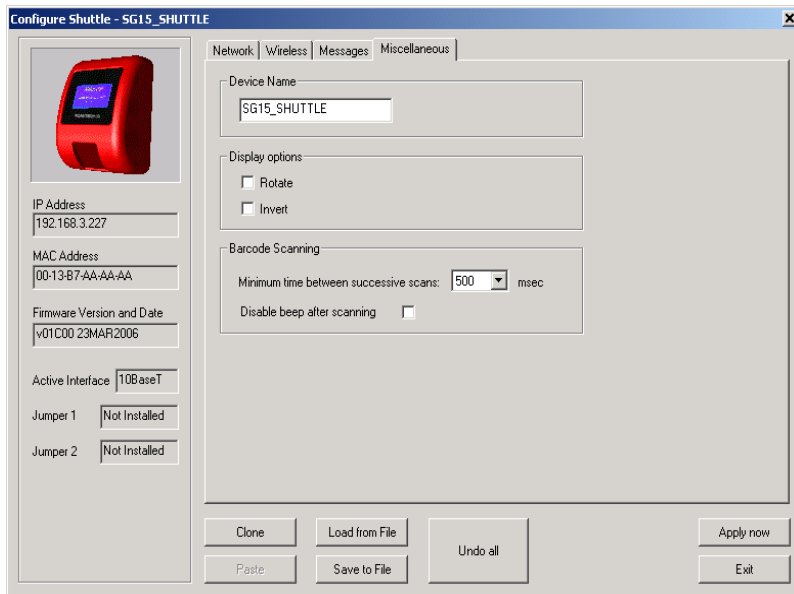 Configure Shuttle - SG15_SHUTTLE
Network Wireless Messages Miscellaneous
Device Name
SG15_SHUTTLE
Display options
Rotate
Invert
Barcode Scanning
Minimum time between successive scans: 500 msec
Disable beep after scanning
IP Address
192.168.3.227
MAC Address
00-13-B7-AA-AA-AA
Firmware Version and Date
v01C00 23MAR2006
Active Interface 10BaseT
Jumper 1 Not Installed
Jumper 2 Not Installed
Clone
Load from File
Undo all
Apply now
Paste
Save to File
Exit